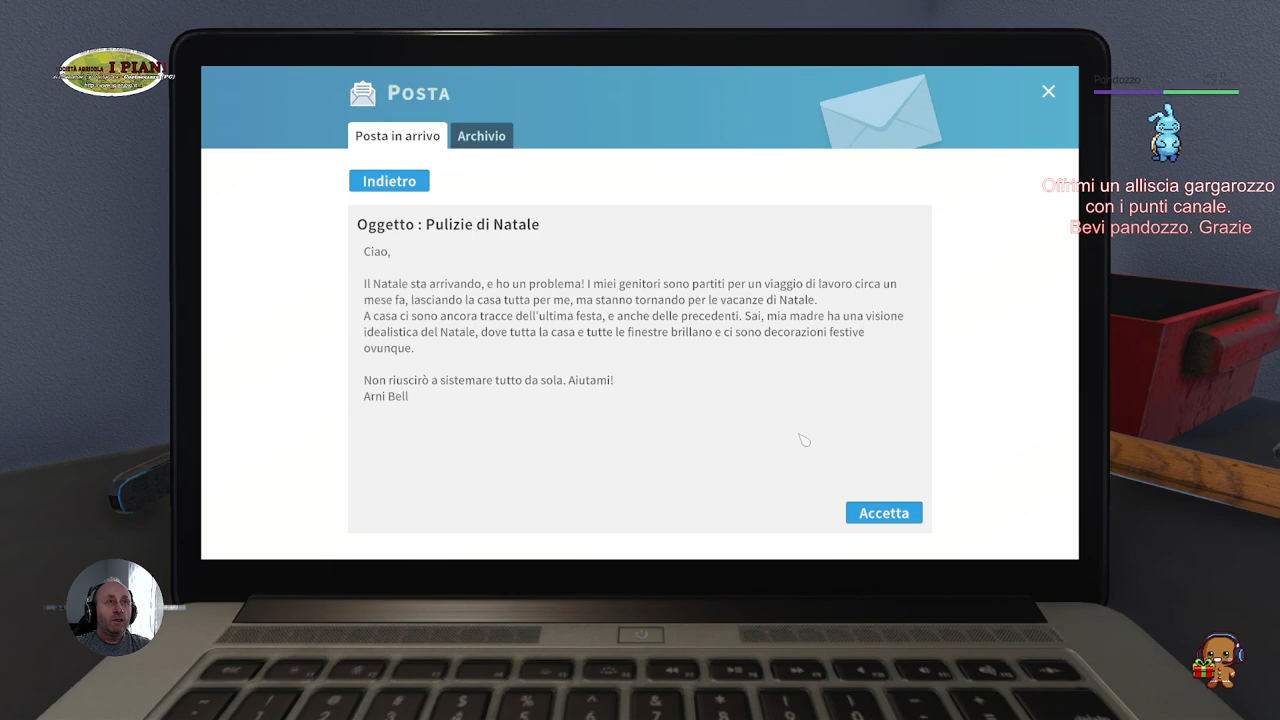 SOCIETÀ AGRICOLA I PIANI
Pandozzo
Posta
Posta in arrivo
Archivio
Offrimi un alliscia gargarozzo
con i punti canale.
Bevi pandozzo. Grazie
Indietro
Oggetto : Pulizie di Natale
Ciao,
Il Natale sta arrivando, e ho un problema! I miei genitori sono partiti per un viaggio di lavoro circa un
mese fa, lasciando la casa tutta per me, ma stanno tornando per le vacanze di Natale.
A casa ci sono ancora tracce dell'ultima festa, e anche delle precedenti. Sai, mia madre ha una visione
idealistica del Natale, dove tutta la casa e tutte le finestre brillano e ci sono decorazioni festive
ovunque.
Non riuscirò a sistemare tutto da sola. Aiutami!
Arni Bell
Accetta